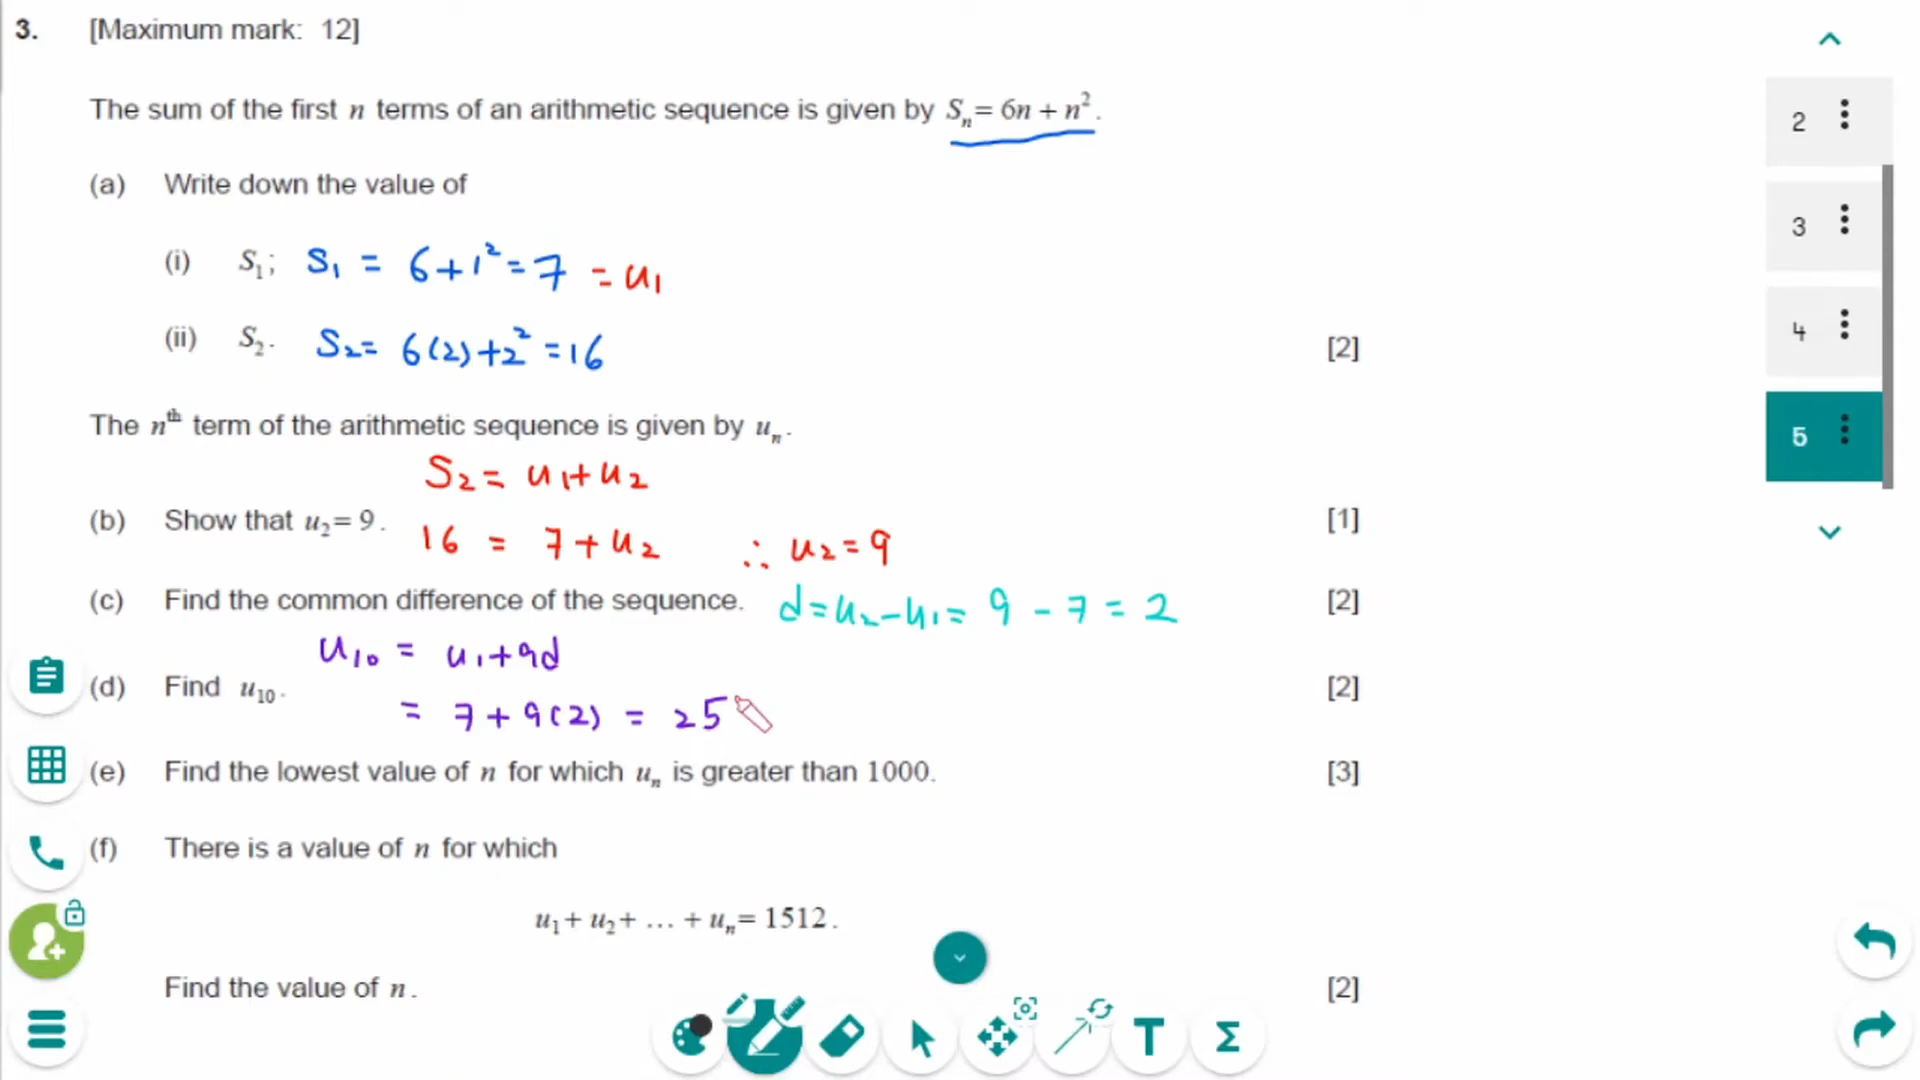 3. [Maximum mark: 12]
The sum of the first n terms of an arithmetic sequence is given by Sₙ= 6n + n².
(a) Write down the value of
(i) S₁; S₁ = 6+1²=7 = u₁
(ii) S₂. S₂= 6(2)+2²=16 [2]
The nᵗʰ term of the arithmetic sequence is given by uₙ.
S₂= u₁+u₂
(b) Show that u₂= 9. [1]
16 = 7+u₂ ∴ u₂=9
(c) Find the common difference of the sequence. d=u₂-u₁= 9-7=2 [2]
u₁₀ = u₁+9d
(d) Find u₁₀. [2]
= 7+9(2) = 25
(e) Find the lowest value of n for which uₙ is greater than 1000. [3]
(f) There is a value of n for which
u₁+ u₂+ … + uₙ= 1512.
Find the value of n. [2]
2
3
4
5
T
Σ